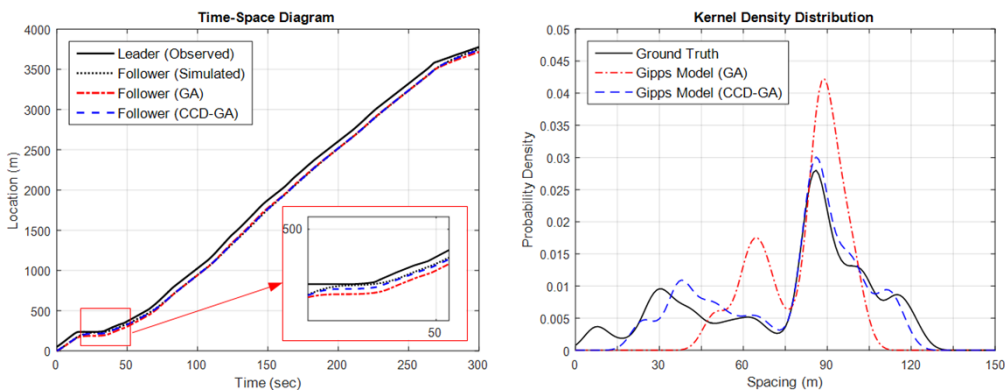 Time-Space Diagram
Leader (Observed)
Follower (Simulated)
Follower (GA)
Follower (CCD-GA)
4000
3500
3000
2500
2000
1500
1000
500
0
Location (m)
500
50
0
50
100
150
200
250
300
Time (sec)
Kernel Density Distribution
Ground Truth
Gipps Model (GA)
Gipps Model (CCD-GA)
0.05
0.045
0.04
0.035
0.03
0.025
0.02
0.015
0.01
0.005
0
Probability Density
0
30
60
90
120
150
Spacing (m)